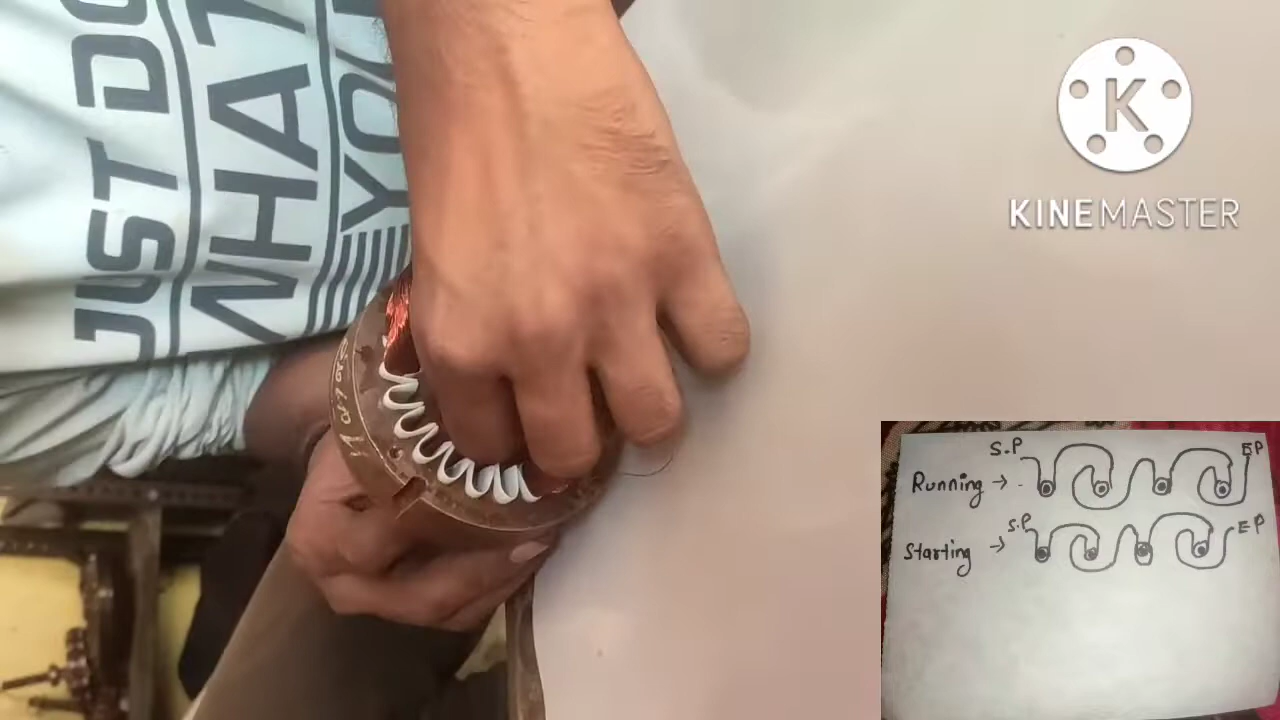 JUST DO
WHAT
YOU
KINEMASTER
S.P
EP
Running →
S.P
E P
Starting →